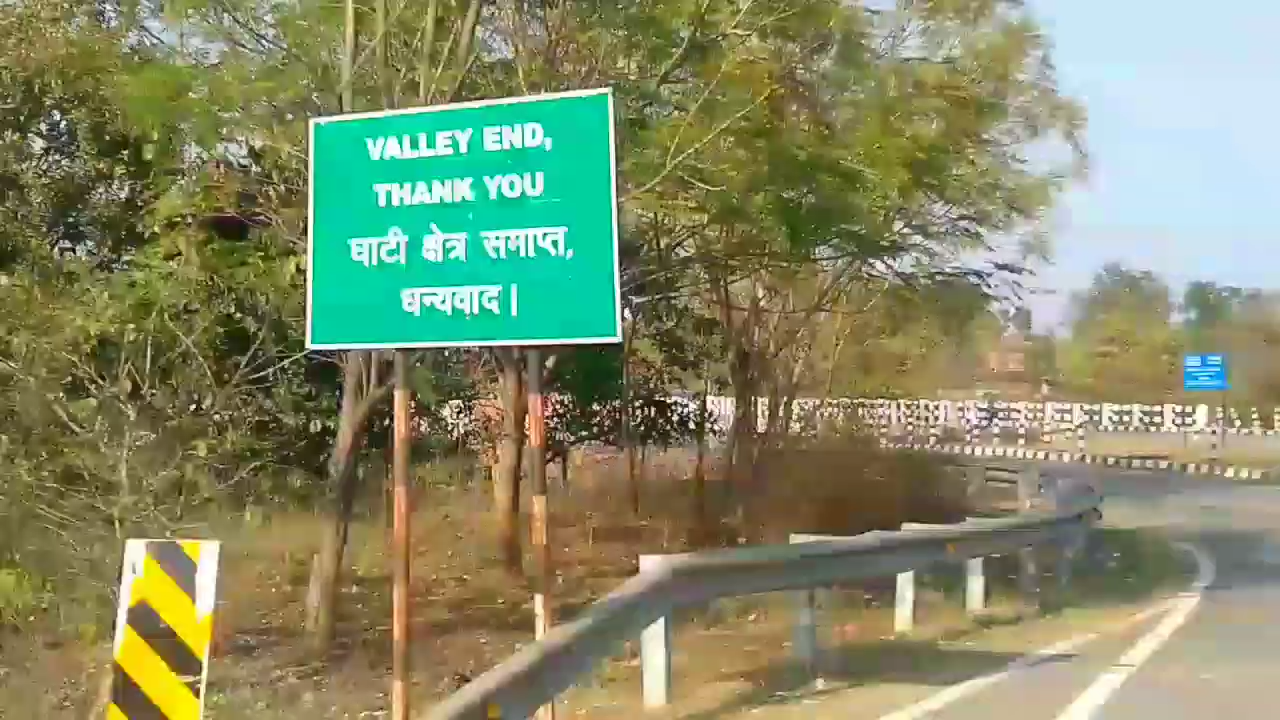 VALLEY END,
THANK YOU
घाटी क्षेत्र समाप्त,
धन्यवाद।